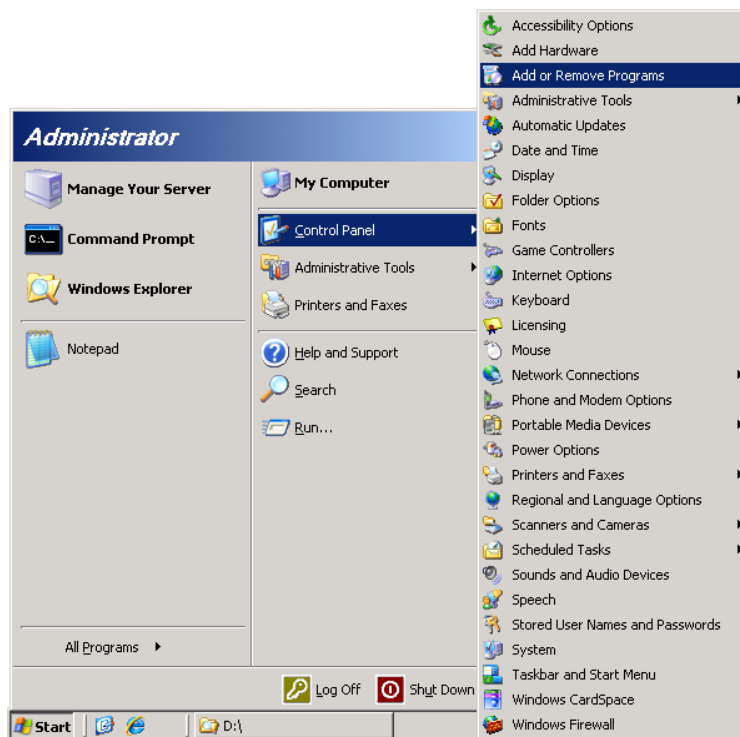 Administrator
Manage Your Server
Command Prompt
Windows Explorer
Notepad
All Programs
My Computer
Control Panel
Administrative Tools
Printers and Faxes
Help and Support
Search
Run...
Log Off
Shut Down
Start
D:\
Accessibility Options
Add Hardware
Add or Remove Programs
Administrative Tools
Automatic Updates
Date and Time
Display
Folder Options
Fonts
Game Controllers
Internet Options
Keyboard
Licensing
Mouse
Network Connections
Phone and Modem Options
Portable Media Devices
Power Options
Printers and Faxes
Regional and Language Options
Scanners and Cameras
Scheduled Tasks
Sounds and Audio Devices
Speech
Stored User Names and Passwords
System
Taskbar and Start Menu
Windows CardSpace
Windows Firewall